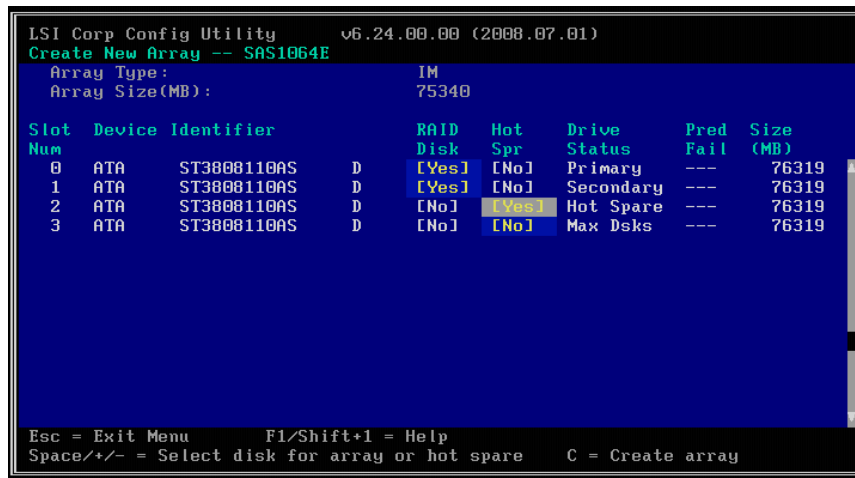 LSI Corp Config Utility v6.24.00.00 (2008.07.01)
Create New Array -- SAS1064E
Array Type: IM
Array Size(MB): 75340
Slot Device Identifier RAID Hot Drive Pred Size
Num Disk Spr Status Fail (MB)
0 ATA ST3808110AS D [Yes] [No] Primary --- 76319
1 ATA ST3808110AS D [Yes] [No] Secondary --- 76319
2 ATA ST3808110AS D [No] [Yes] Hot Spare --- 76319
3 ATA ST3808110AS D [No] [No] Max Dsks --- 76319
Esc = Exit Menu F1/Shift+1 = Help
Space/+/- = Select disk for array or hot spare C = Create array